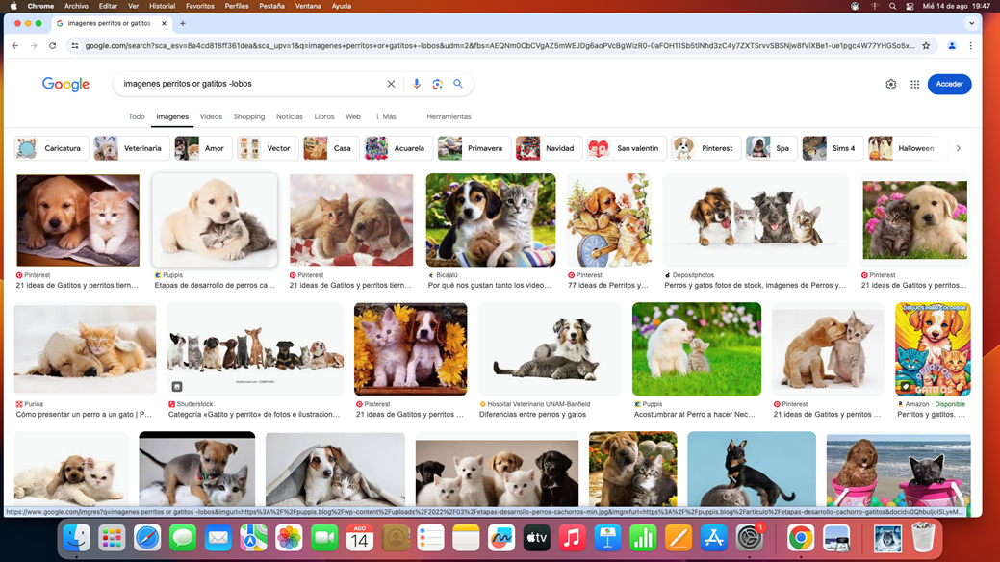 Chrome Archivo Editar Ver Historial Favoritos Perfiles Pestaña Ventana Ayuda Mié 14 de ago 19:47
imagenes perritos or gatitos -
google.com/search?sca_esv=8a4cd818ff361dea&sca_upv=1&q=imagenes+perritos+or+gatitos+-lobos&udm=2&fbs=
Google
imagenes perritos or gatitos -lobos
Acceder
Todo Imágenes Videos Shopping Noticias Libros Web Más Herramientas
Caricatura Veterinaria Amor Vector Casa Acuarela Primavera Navidad San valentin Pinterest Spa Sims 4 Halloween
Pinterest Puppis Pinterest Bicaalú Pinterest Depositphotos Pinterest
21 ideas de Gatitos y perritos tiern... Etapas de desarrollo de perros ca... 21 ideas de Gatitos y perritos tiern... Por qué nos gustan tanto los video... 77 ideas de Perritos y... Perros y gatos fotos de stock, imágenes de Perros y... 21 ideas de Gatitos y perritos...
DIBUJOS PARA COLOREAR
PERRITOS
GATITOS
Purina Shutterstock Pinterest Hospital Veterinario UNAM-Banfield Puppis Pinterest Amazon · Disponible
Cómo presentar un perro a un gato | P... Categoría «Gatito y perrito» de fotos e ilustracion... 21 ideas de Gatitos y perritos ... Diferencias entre perros y gatos Acostumbrar al Perro a hacer Nec... 21 ideas de Gatitos y perritos ... Perritos y gatitos. ...
https://www.google.com/imgres?q=imagenes perritos or gatitos -lobos&imgurl=https%3A%2F%2Fpuppis.blog%2Fwp-content%2Fuploads%2F2022%2F03%2Fetapas-desarrollo-perros-cachorros-min.jpg&imgrefurl=https%3A%2F%2Fpuppis.blog%2Farticulo%2Fetapas-desarrollo-cachorro-gatitos&docid=
AGO
14
tv
1